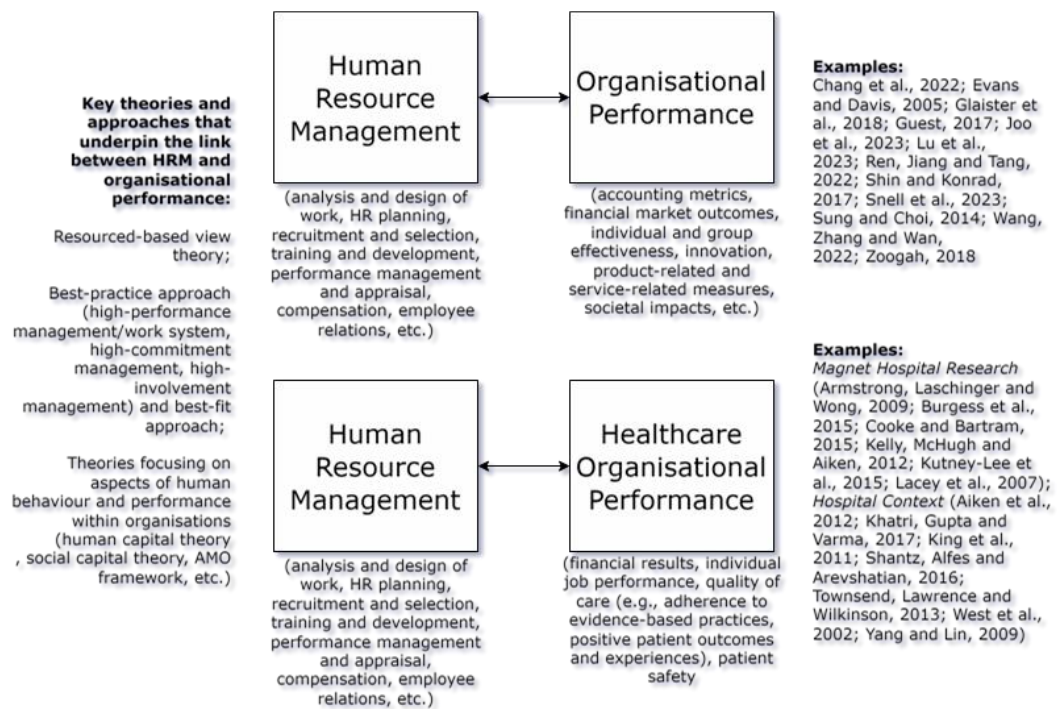 Key theories and
approaches that
underpin the link
between HRM and
organisational
performance:
Resourced-based view
theory;
Best-practice approach
(high-performance
management/work system,
high-commitment
management, high-
involvement
management) and best-fit
approach;
Theories focusing on
aspects of human
behaviour and performance
within organisations
(human capital theory
, social capital theory, AMO
framework, etc.)
Human
Resource
Management
(analysis and design of
work, HR planning,
recruitment and selection,
training and development,
performance management
and appraisal,
compensation, employee
relations, etc.)
Organisational
Performance
(accounting metrics,
financial market outcomes,
individual and group
effectiveness, innovation,
product-related and
service-related measures,
societal impacts, etc.)
Examples:
Chang et al., 2022; Evans
and Davis, 2005; Glaister et
al., 2018; Guest, 2017; Joo
et al., 2023; Lu et al.,
2023; Ren, Jiang and Tang,
2022; Shin and Konrad,
2017; Snell et al., 2023;
Sung and Choi, 2014; Wang,
Zhang and Wan,
2022; Zoogah, 2018
Human
Resource
Management
(analysis and design of
work, HR planning,
recruitment and selection,
training and development,
performance management
and appraisal,
compensation, employee
relations, etc.)
Healthcare
Organisational
Performance
(financial results, individual
job performance, quality of
care (e.g., adherence to
evidence-based practices,
positive patient outcomes
and experiences), patient
safety
Examples:
Magnet Hospital Research
(Armstrong, Laschinger and
Wong, 2009; Burgess et al.,
2015; Cooke and Bartram,
2015; Kelly, McHugh and
Aiken, 2012; Kutney-Lee et
al., 2015; Lacey et al., 2007);
Hospital Context (Aiken et al.,
2012; Khatri, Gupta and
Varma, 2017; King et al.,
2011; Shantz, Alfes and
Arevshatian, 2016;
Townsend, Lawrence and
Wilkinson, 2013; West et al.,
2002; Yang and Lin, 2009)